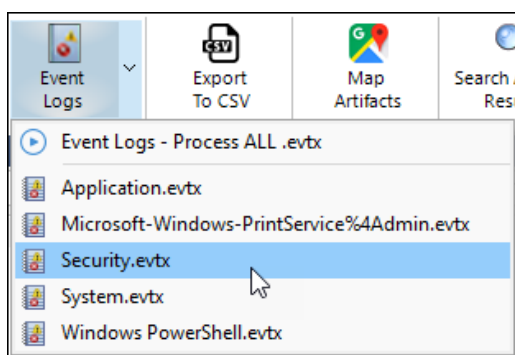 CSV
Event
Logs
Export
To CSV
Map
Artifacts
Search
Event Logs - Process ALL .evtx
Application.evtx
Microsoft-Windows-PrintService%4Admin.evtx
Security.evtx
System.evtx
Windows PowerShell.evtx